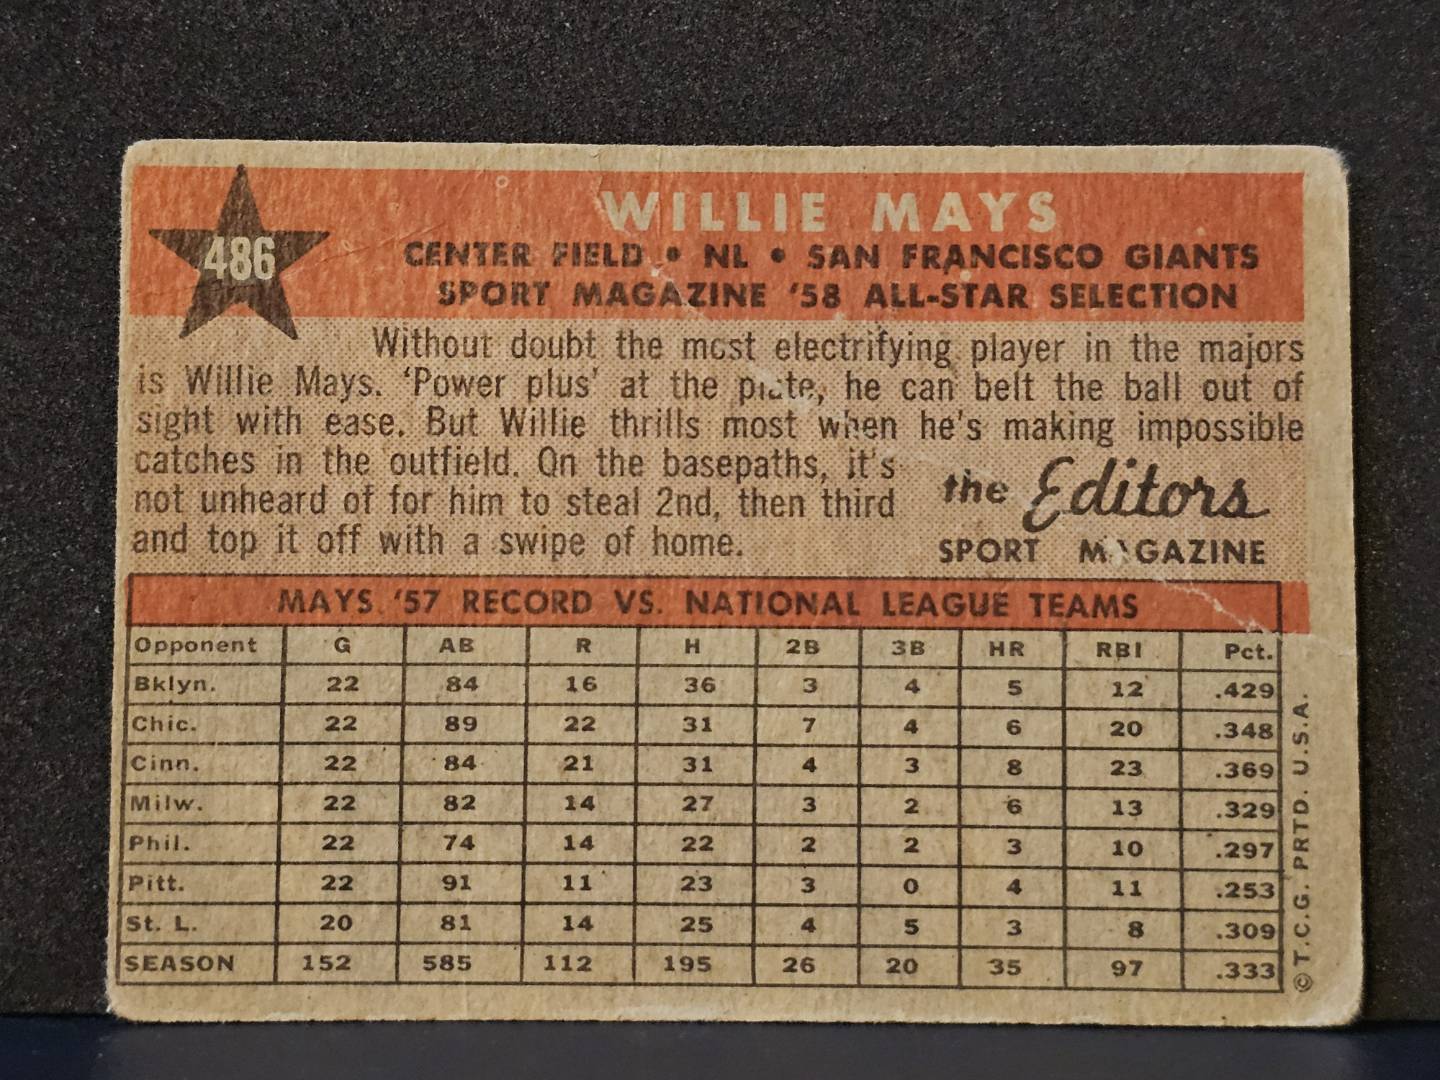 486
WILLIE MAYS
CENTER FIELD • NL • SAN FRANCISCO GIANTS
SPORT MAGAZINE '58 ALL-STAR SELECTION
Without doubt the most electrifying player in the majors
is Willie Mays. 'Power plus' at the plate, he can belt the ball out of
sight with ease. But Willie thrills most when he's making impossible
catches in the outfield. On the basepaths, it's
not unheard of for him to steal 2nd, then third
and top it off with a swipe of home.
the Editors
SPORT MAGAZINE
MAYS '57 RECORD VS. NATIONAL LEAGUE TEAMS
Opponent G AB R H 2B 3B HR RBI Pct.
Bklyn. 22 84 16 36 3 4 5 12 .429
Chic. 22 89 22 31 7 4 6 20 .348
Cinn. 22 84 21 31 4 3 8 23 .369
Milw. 22 82 14 27 3 2 6 13 .329
Phil. 22 74 14 22 2 2 3 10 .297
Pitt. 22 91 11 23 3 0 4 11 .253
St. L. 20 81 14 25 4 5 3 8 .309
SEASON 152 585 112 195 26 20 35 97 .333
©T.C.G. PRTD. U.S.A.